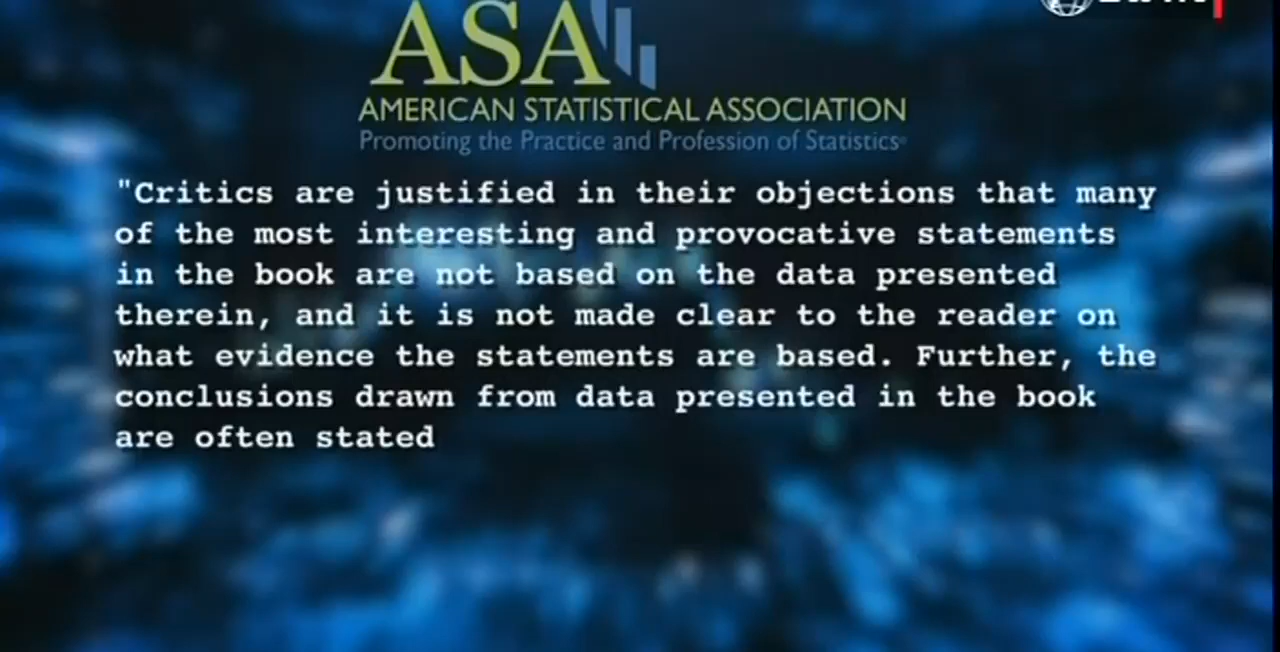 ASA
AMERICAN STATISTICAL ASSOCIATION
Promoting the Practice and Profession of Statistics®
"Critics are justified in their objections that many
of the most interesting and provocative statements
in the book are not based on the data presented
therein, and it is not made clear to the reader on
what evidence the statements are based. Further, the
conclusions drawn from data presented in the book
are often stated